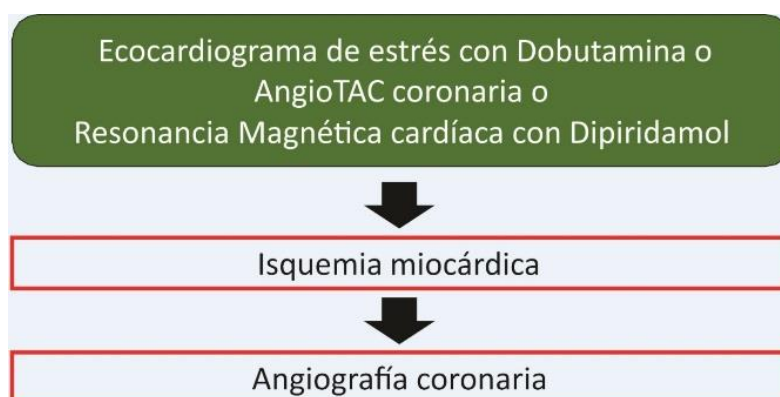 Ecocardiograma de estrés con Dobutamina o
AngioTAC coronaria o
Resonancia Magnética cardíaca con Dipiridamol
Isquemia miocárdica
Angiografía coronaria